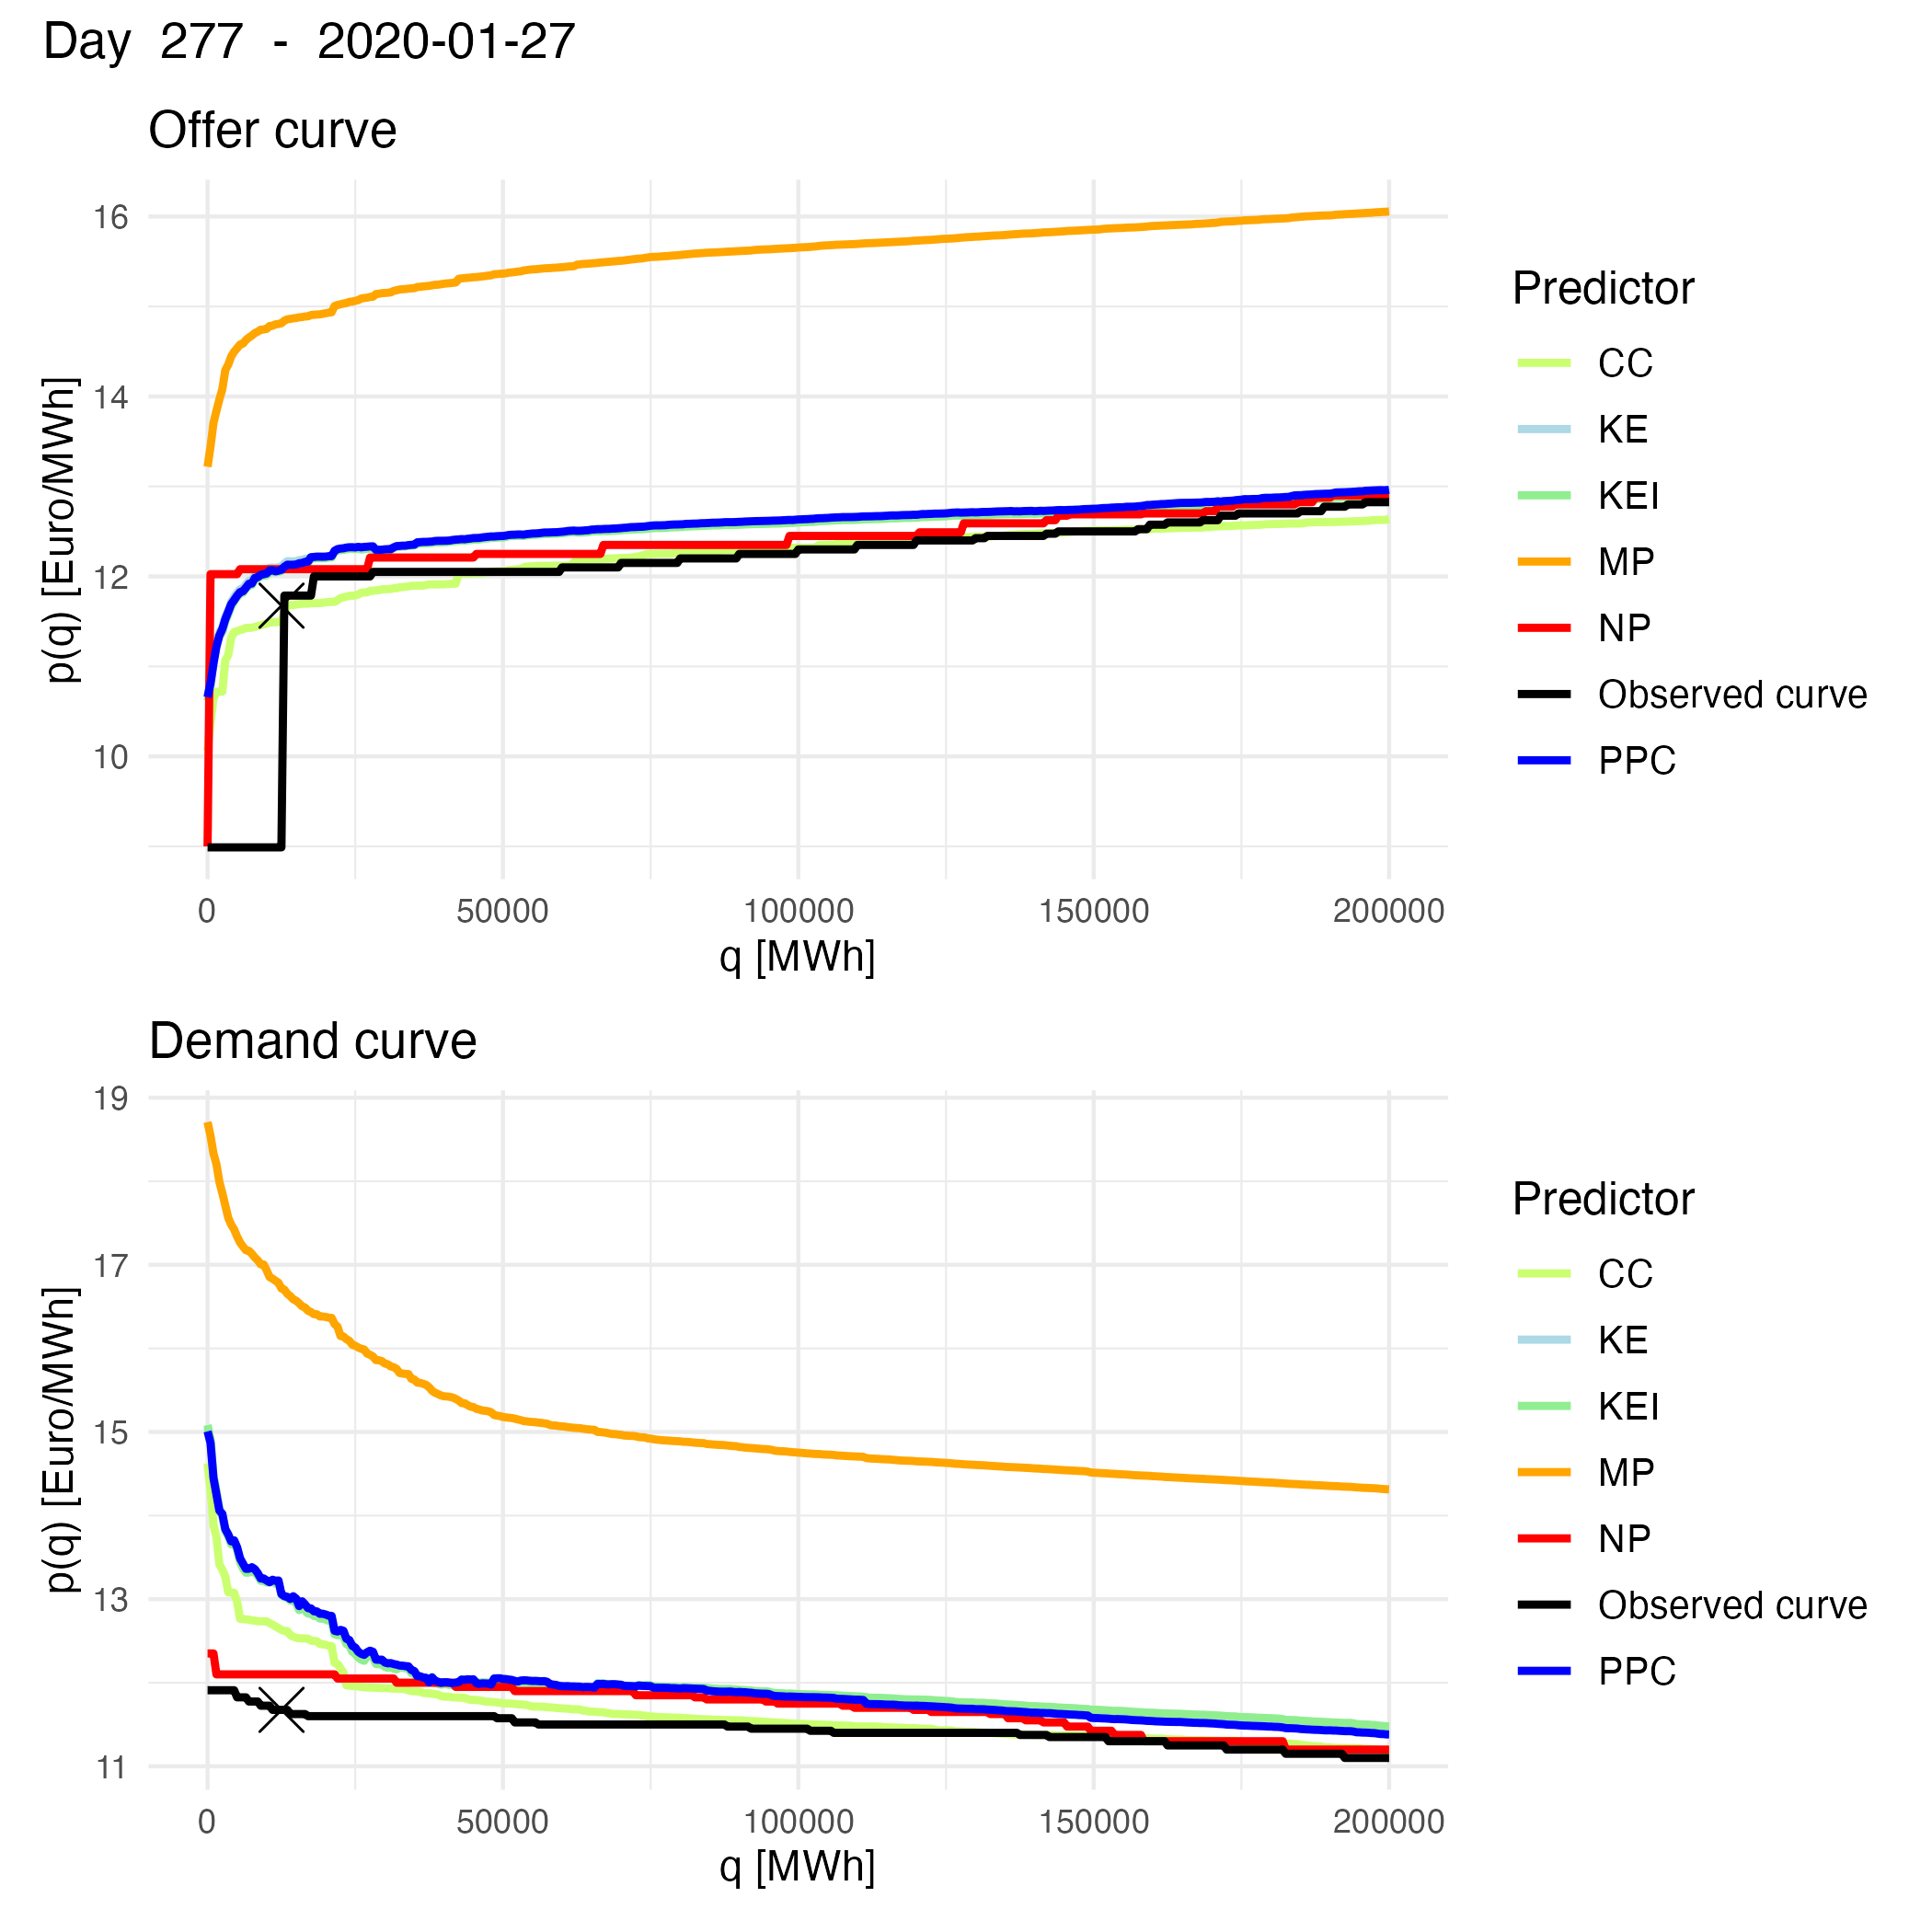 Day 277 - 2020-01-27
Offer curve
16
14
12
10
p(q) [Euro/MWh]
0 50000 100000 150000 200000
q [MWh]
Predictor
CC
KE
KEI
MP
NP
Observed curve
PPC
Demand curve
19
17
15
13
11
p(q) [Euro/MWh]
0 50000 100000 150000 200000
q [MWh]
Predictor
CC
KE
KEI
MP
NP
Observed curve
PPC